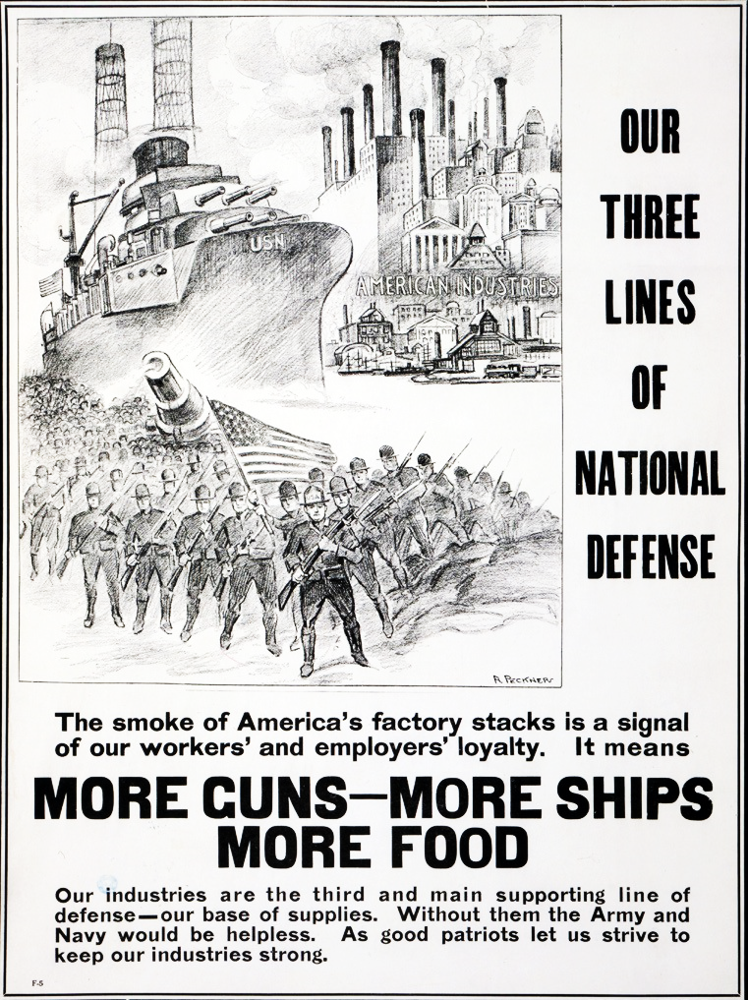 USN
AMERICAN INDUSTRIES
R. PECKNER
OUR
THREE
LINES
OF
NATIONAL
DEFENSE
The smoke of America's factory stacks is a signal
of our workers' and employers' loyalty. It means
MORE GUNS—MORE SHIPS
MORE FOOD
Our industries are the third and main supporting line of
defense—our base of supplies. Without them the Army and
Navy would be helpless. As good patriots let us strive to
keep our industries strong.
F-5